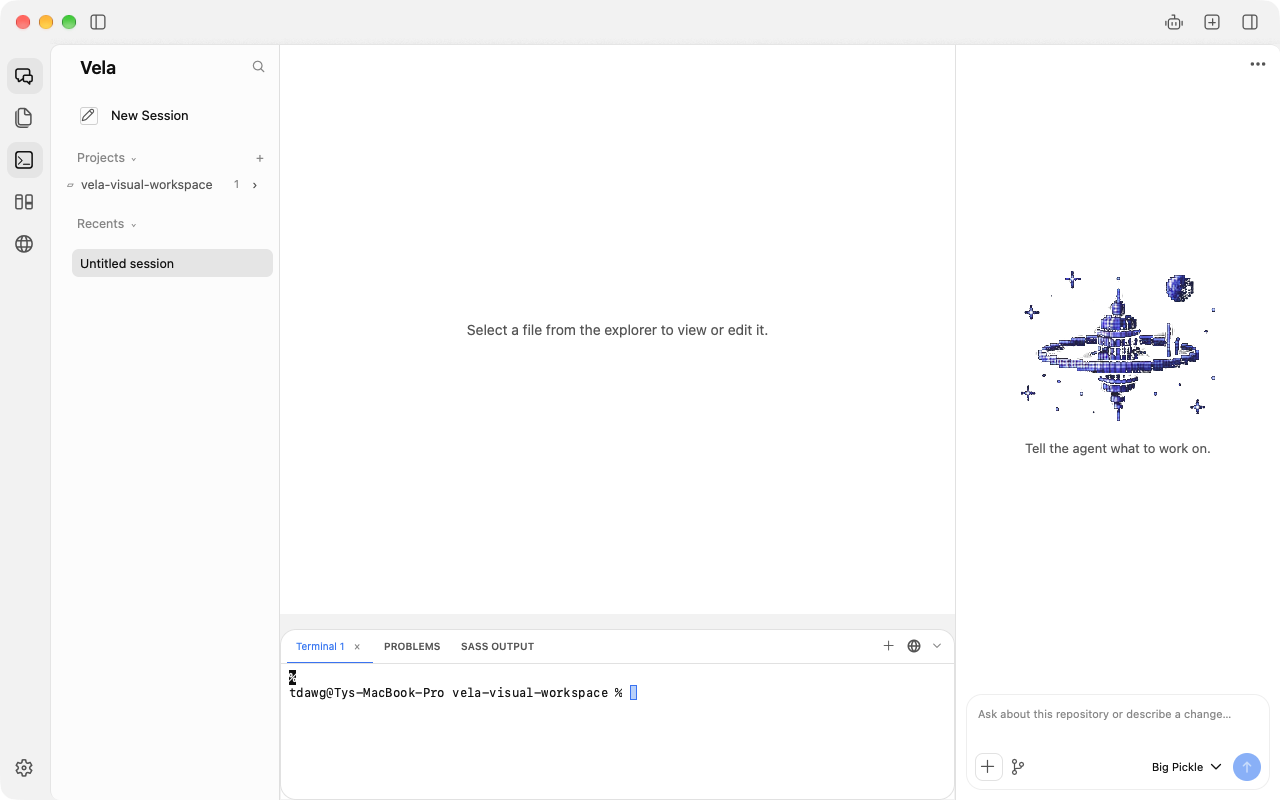 Vela
New Session
Projects
vela-visual-workspace 1
Recents
Untitled session
Select a file from the explorer to view or edit it.
Terminal 1 PROBLEMS SASS OUTPUT
%
tdawg@Tys-MacBook-Pro vela-visual-workspace %
Tell the agent what to work on.
Ask about this repository or describe a change...
Big Pickle